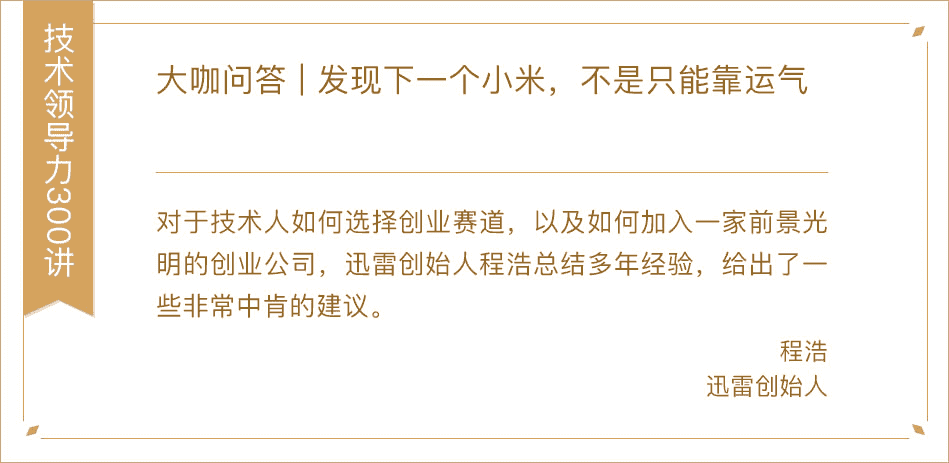 技术领导力300讲
大咖问答｜发现下一个小米，不是只能靠运气
对于技术人如何选择创业赛道，以及如何加入一家前景光
明的创业公司，迅雷创始人程浩总结多年经验，给出了一
些非常中肯的建议。
程浩
迅雷创始人